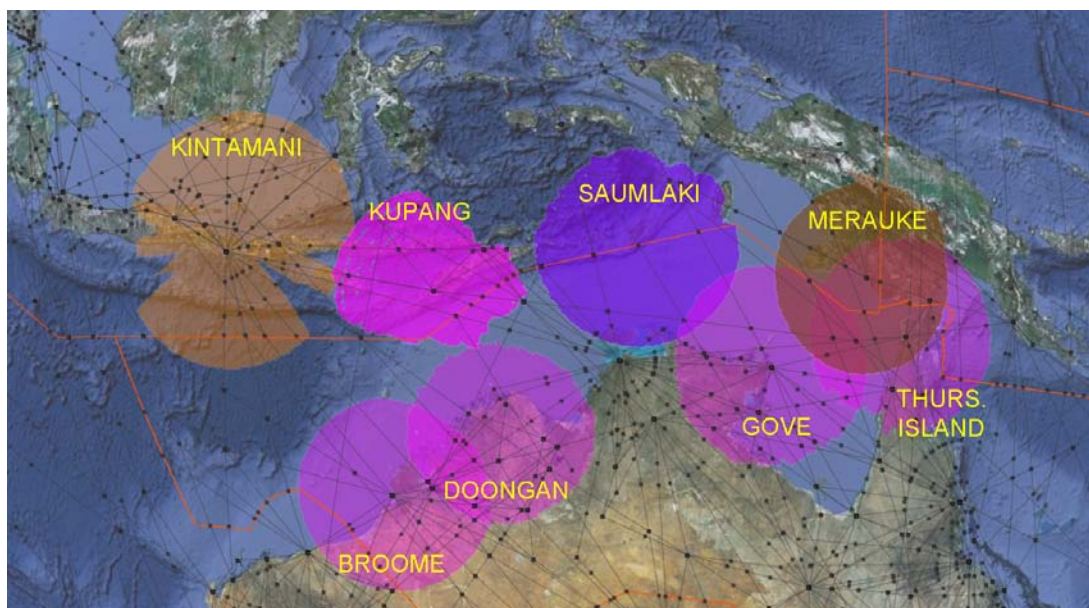 KINTAMANI
KUPANG
SAUMLAKI
MERAUKE
THURS.
ISLAND
GOVE
DOONGAN
BROOME